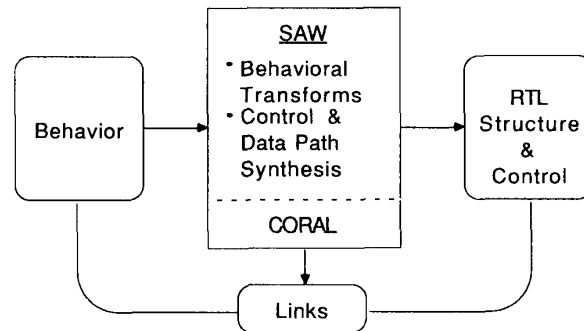 Behavior
SAW
• Behavioral
Transforms
• Control &
Data Path
Synthesis
CORAL
RTL
Structure
&
Control
Links